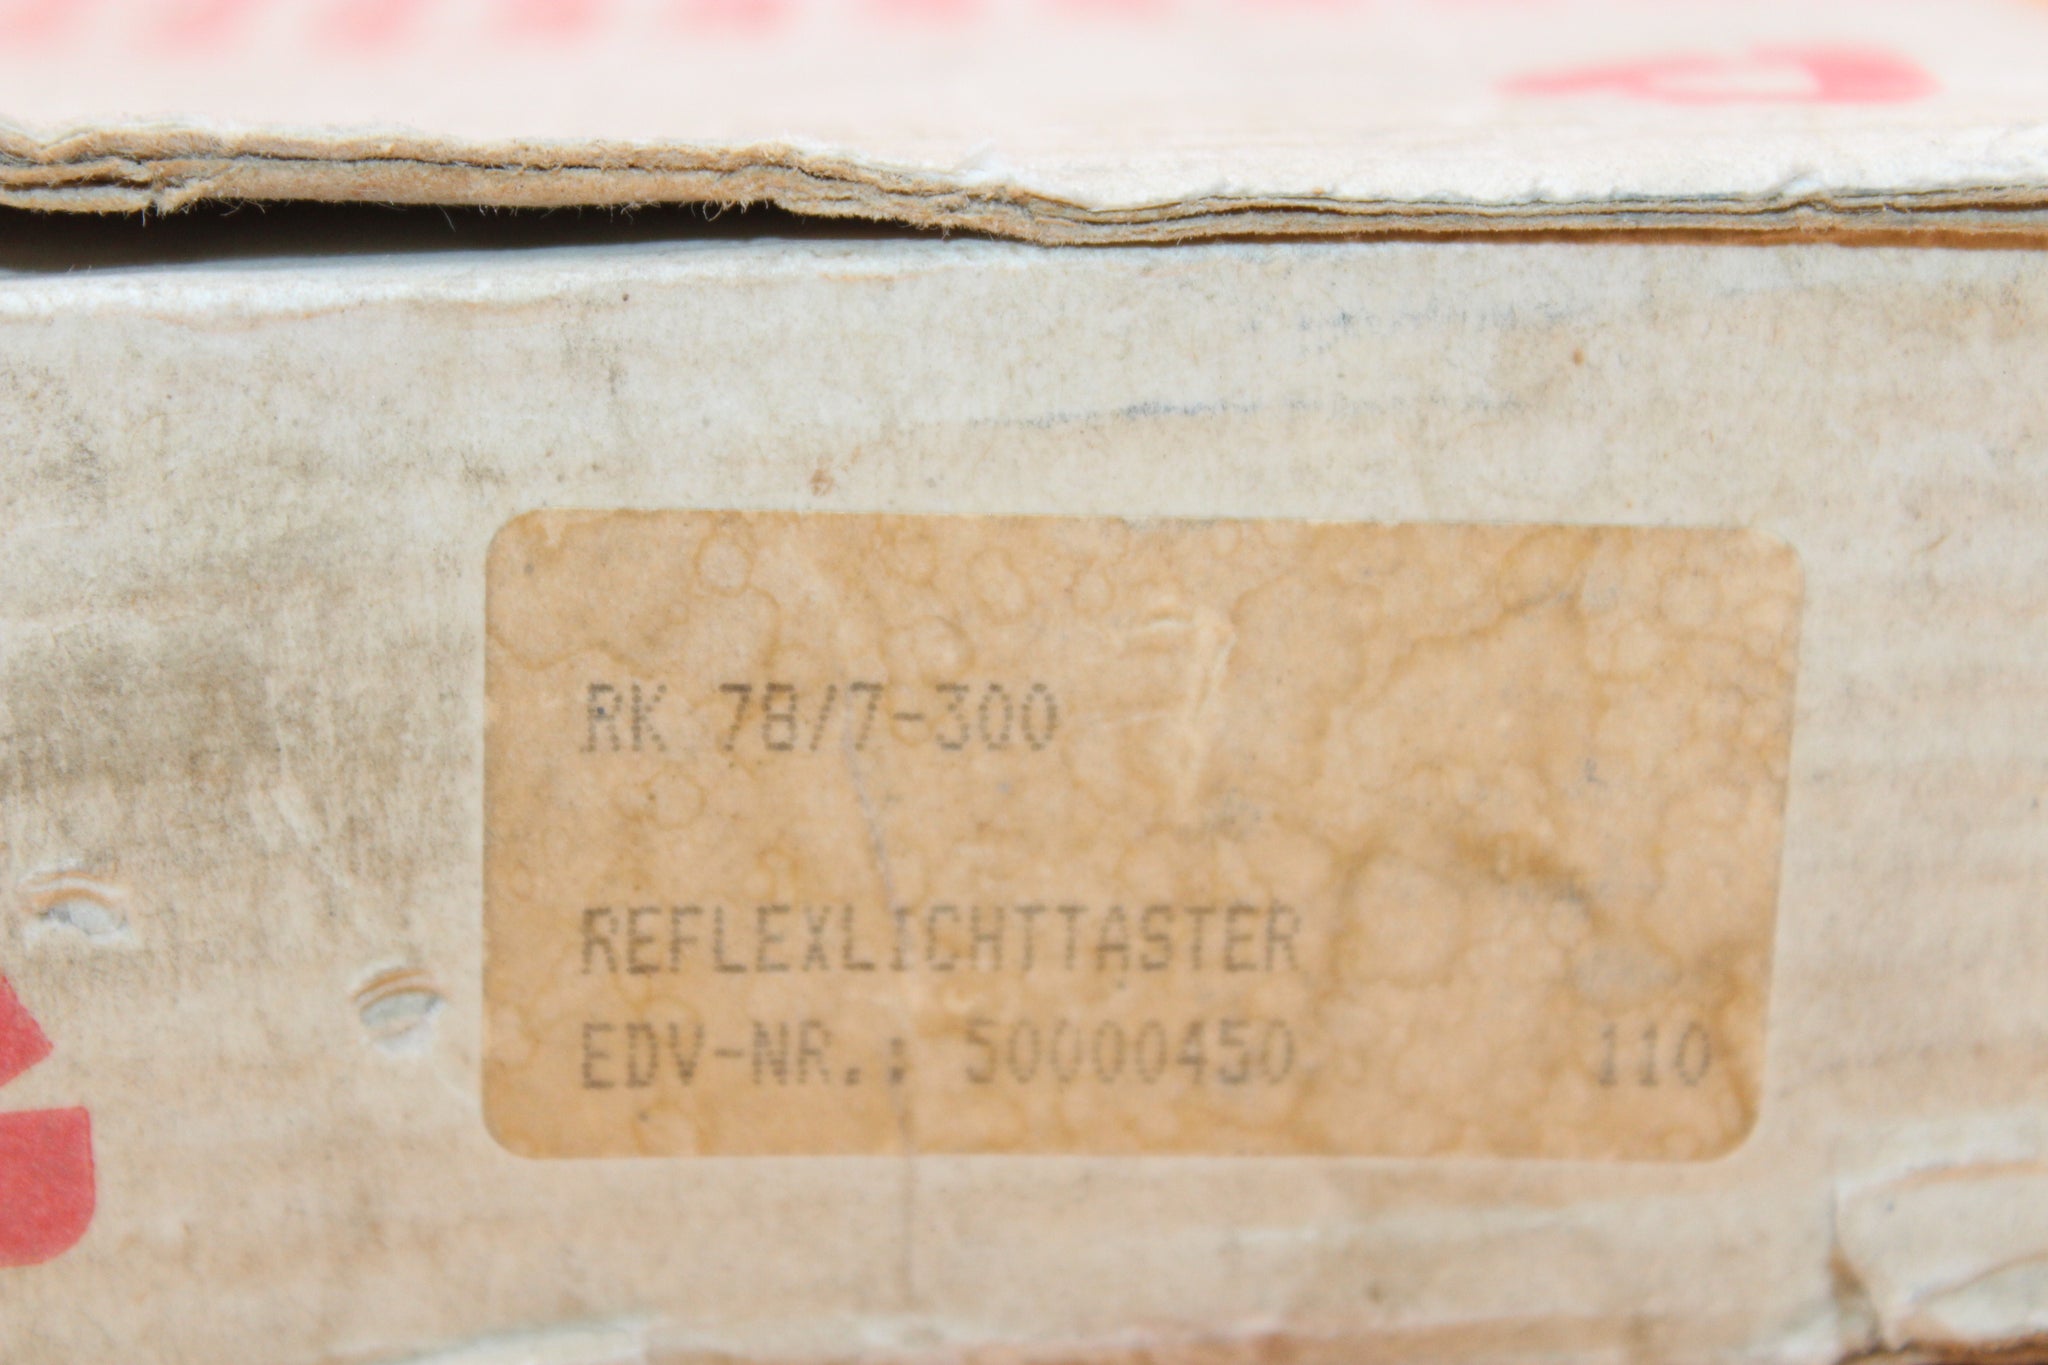 RK 78/7-300
REFLEXLICHTTASTER
EDV-NR.: 50000450 110